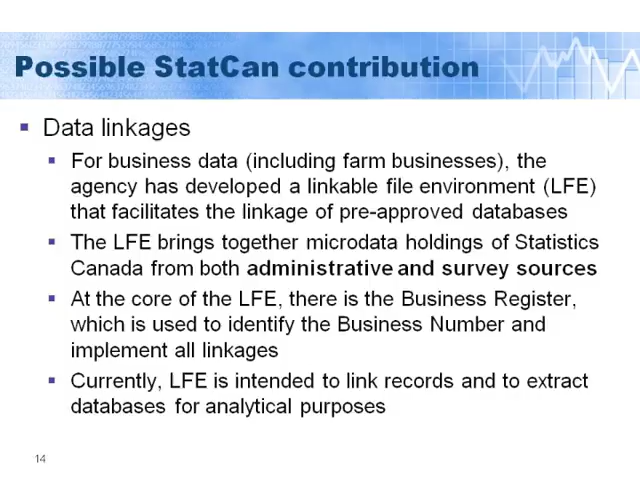 Possible StatCan contribution
▪ Data linkages
▪ For business data (including farm businesses), the
agency has developed a linkable file environment (LFE)
that facilitates the linkage of pre-approved databases
▪ The LFE brings together microdata holdings of Statistics
Canada from both administrative and survey sources
▪ At the core of the LFE, there is the Business Register,
which is used to identify the Business Number and
implement all linkages
▪ Currently, LFE is intended to link records and to extract
databases for analytical purposes
14